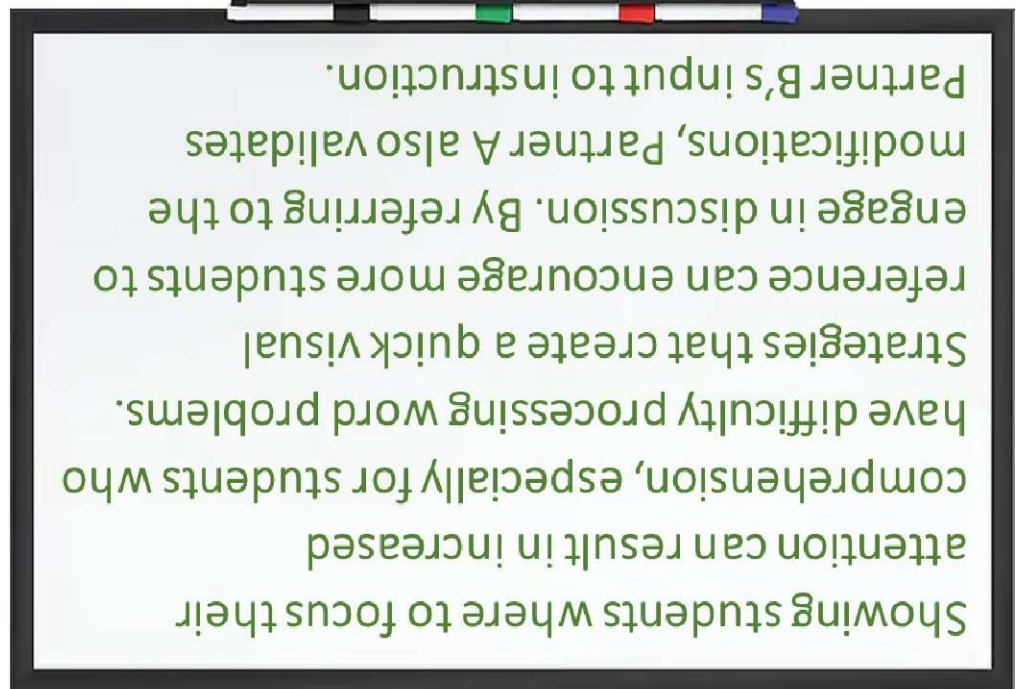 Showing students where to focus their
attention can result in increased
comprehension, especially for students who
have difficulty processing word problems.
Strategies that create a quick visual
reference can encourage more students to
engage in discussion. By referring to the
modifications, Partner A also validates
Partner B's input to instruction.